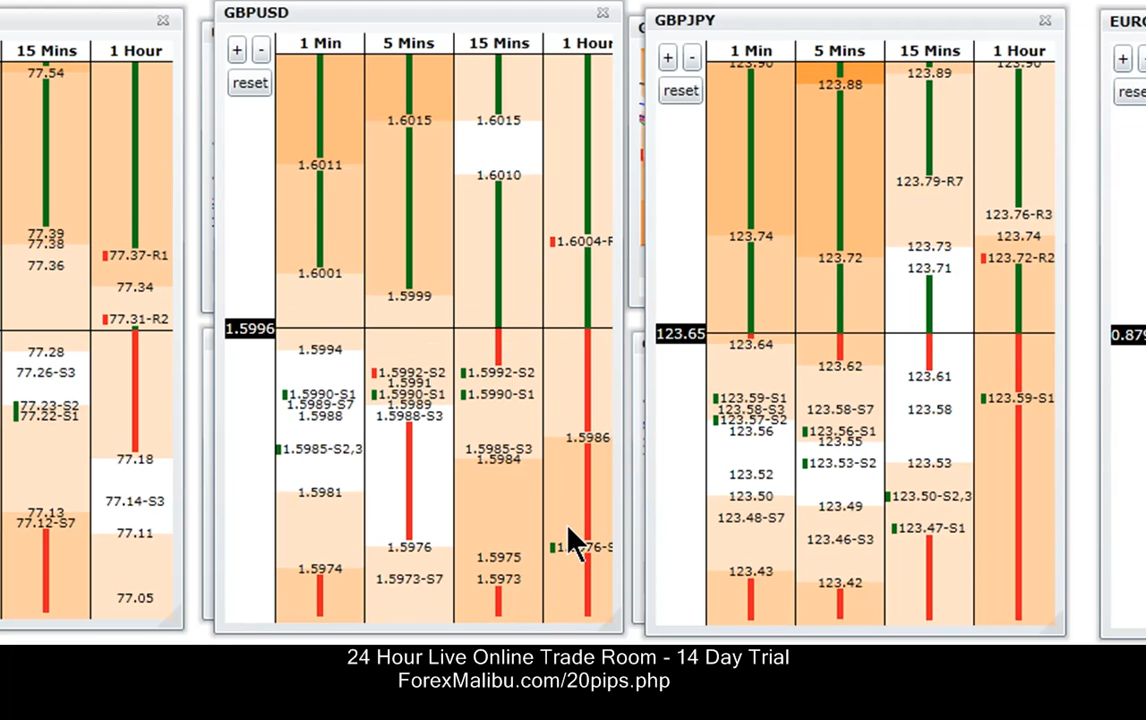 15 Mins
1 Hour
77.54
77.39
77.38
77.36
77.28
77.26-S3
77.23-S2
77.22-S1
77.13
77.12-S7
77.37-R1
77.34
77.31-R2
77.18
77.14-S3
77.11
77.05
GBPUSD
+
-
reset
1.5996
1 Min
5 Mins
15 Mins
1 Hour
1.6011
1.6001
1.5994
1.5990-S1
1.5989-S7
1.5988
1.5985-S2,3
1.5981
1.5974
1.6015
1.5999
1.5992-S2
1.5991
1.5990-S1
1.5989
1.5988-S3
1.5976
1.5973-S7
1.6015
1.6010
1.5992-S2
1.5990-S1
1.5985-S3
1.5984
1.5975
1.5973
1.6004-R
1.5986
GBPJPY
+
-
reset
123.65
1 Min
5 Mins
15 Mins
1 Hour
123.90
123.74
123.64
123.59-S1
123.58-S3
123.57-S2
123.56
123.52
123.50
123.48-S7
123.43
123.88
123.72
123.62
123.58-S7
123.56-S1
123.55
123.53-S2
123.49
123.46-S3
123.42
123.89
123.79-R7
123.73
123.71
123.61
123.58
123.53
123.50-S2,3
123.47-S1
123.90
123.76-R3
123.74
123.72-R2
123.59-S1
EURG
+
rese
0.879
24 Hour Live Online Trade Room - 14 Day Trial
ForexMalibu.com/20pips.php